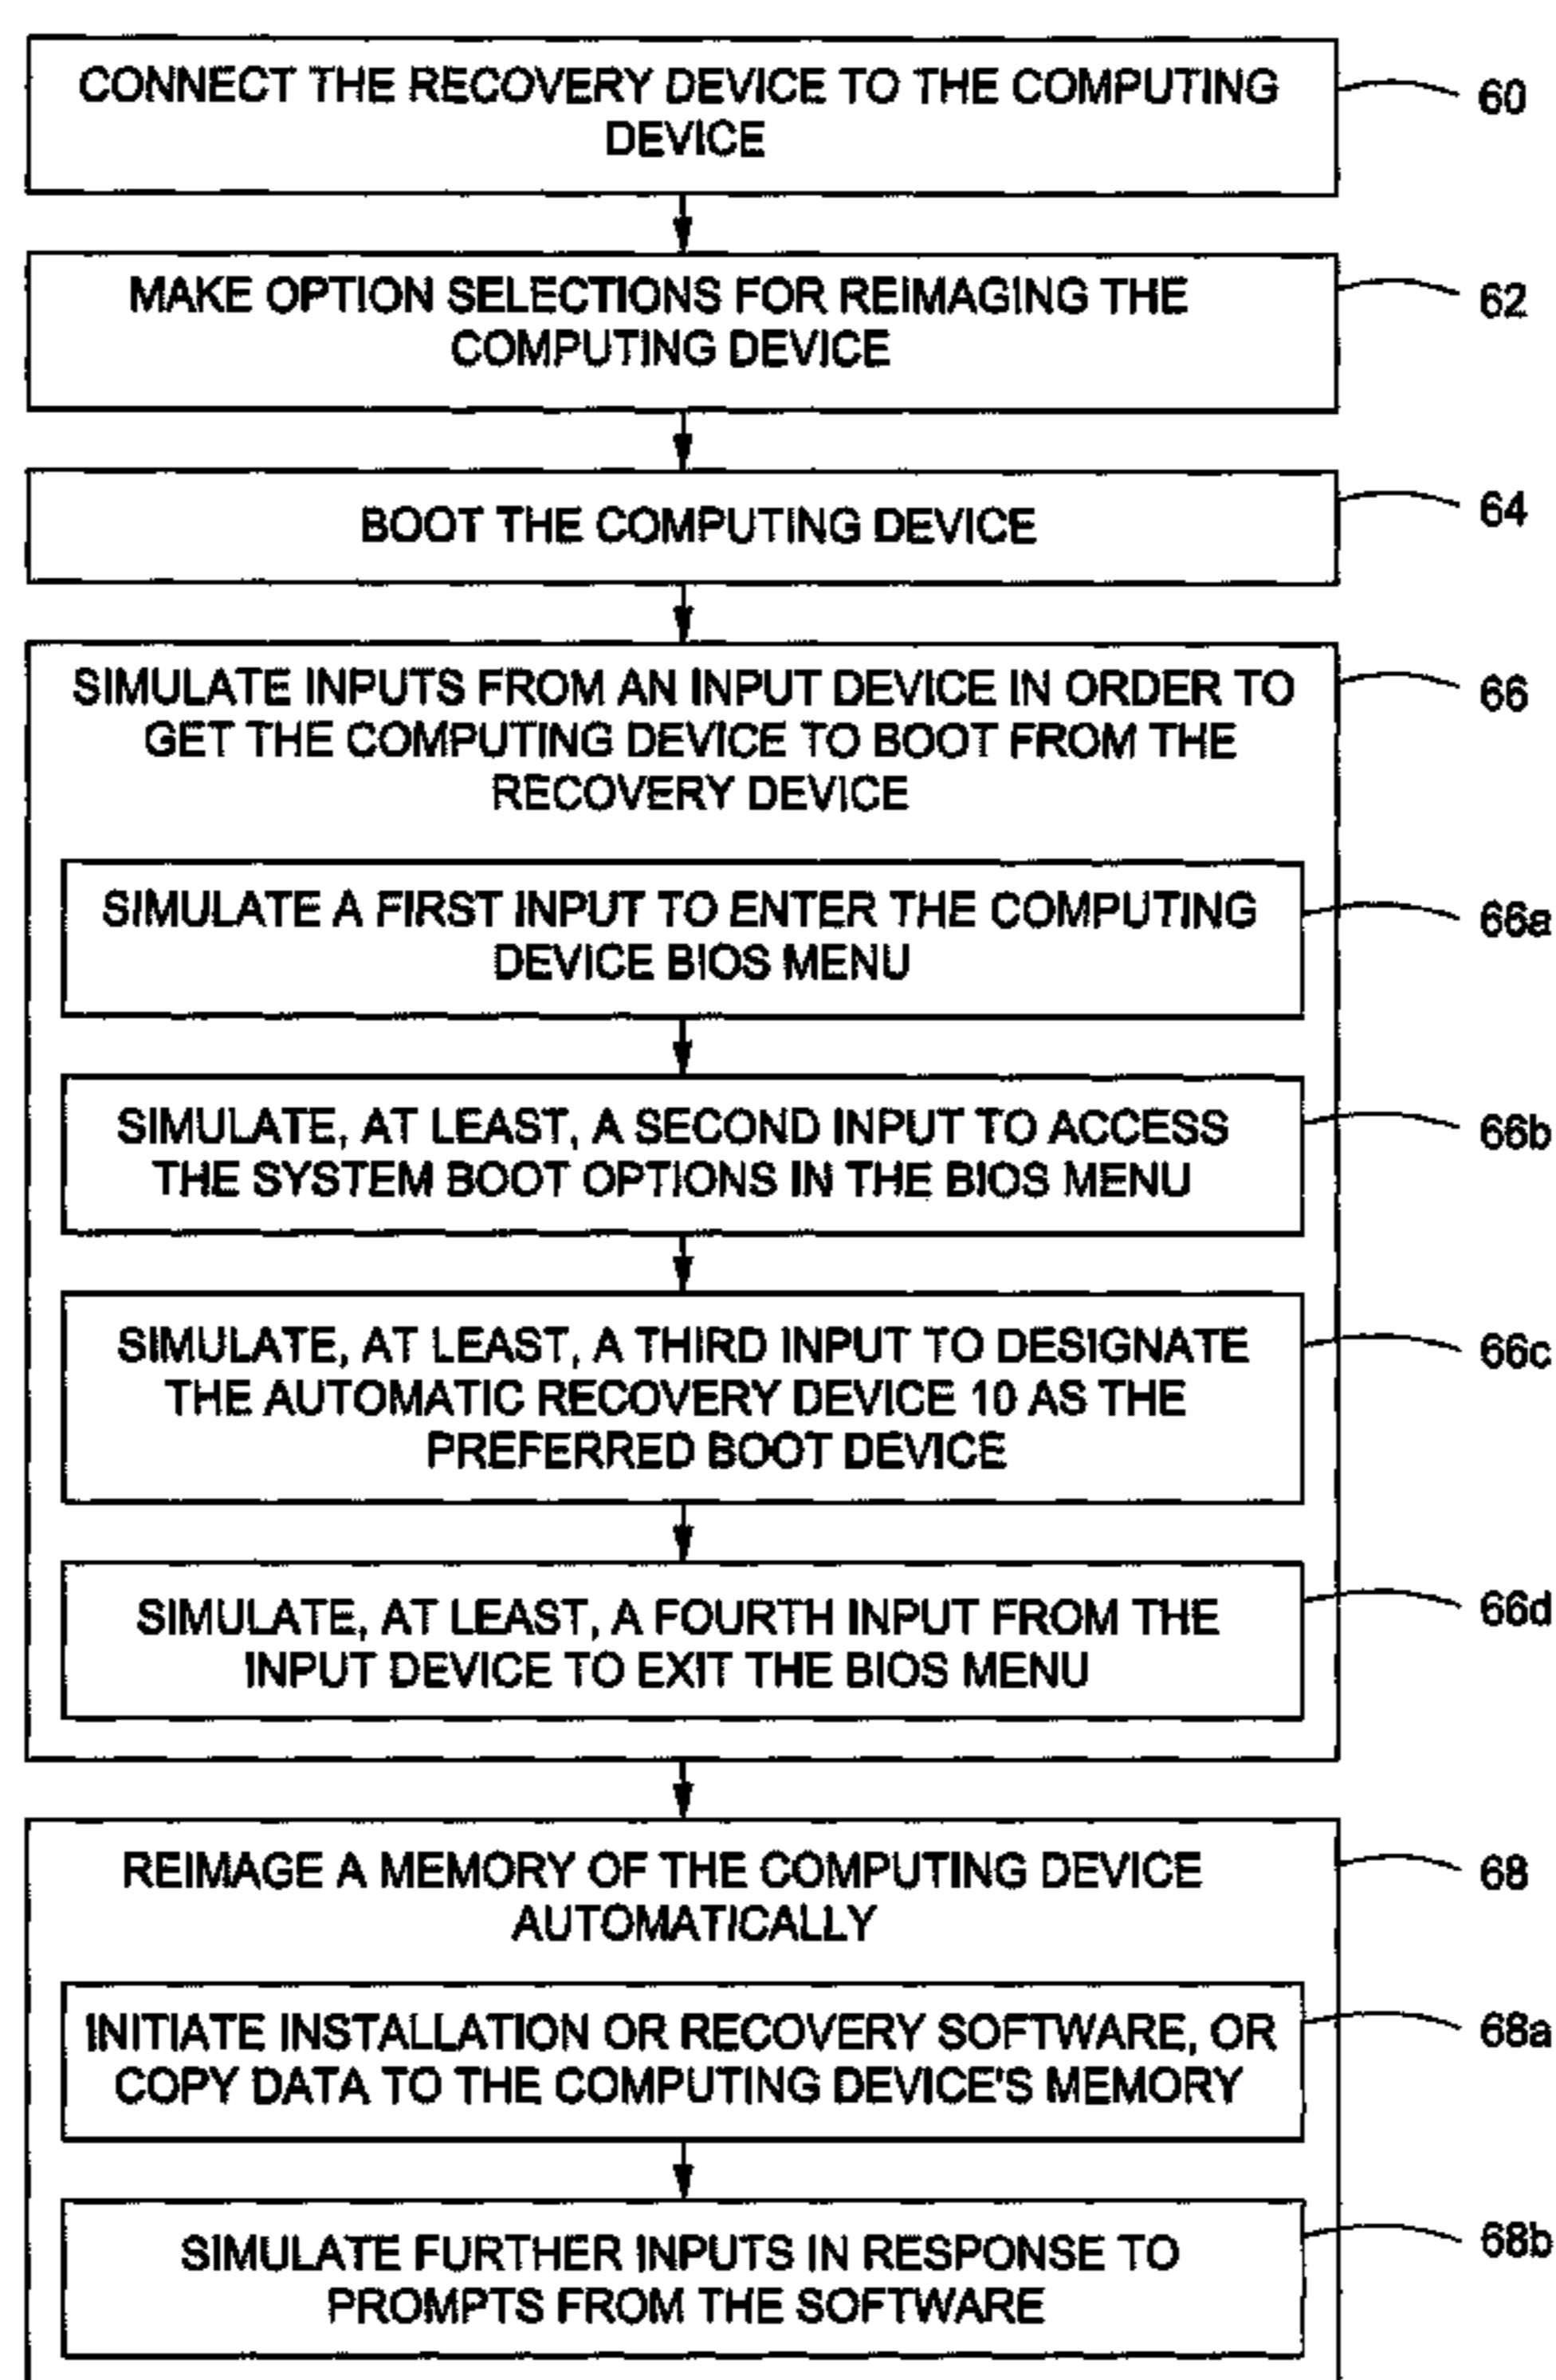 CONNECT THE RECOVERY DEVICE TO THE COMPUTING
DEVICE
60
MAKE OPTION SELECTIONS FOR REIMAGING THE
COMPUTING DEVICE
62
BOOT THE COMPUTING DEVICE
64
SIMULATE INPUTS FROM AN INPUT DEVICE IN ORDER TO
GET THE COMPUTING DEVICE TO BOOT FROM THE
RECOVERY DEVICE
66
SIMULATE A FIRST INPUT TO ENTER THE COMPUTING
DEVICE BIOS MENU
66a
SIMULATE, AT LEAST, A SECOND INPUT TO ACCESS
THE SYSTEM BOOT OPTIONS IN THE BIOS MENU
66b
SIMULATE, AT LEAST, A THIRD INPUT TO DESIGNATE
THE AUTOMATIC RECOVERY DEVICE 10 AS THE
PREFERRED BOOT DEVICE
66c
SIMULATE, AT LEAST, A FOURTH INPUT FROM THE
INPUT DEVICE TO EXIT THE BIOS MENU
66d
REIMAGE A MEMORY OF THE COMPUTING DEVICE
AUTOMATICALLY
68
INITIATE INSTALLATION OR RECOVERY SOFTWARE, OR
COPY DATA TO THE COMPUTING DEVICE'S MEMORY
68a
SIMULATE FURTHER INPUTS IN RESPONSE TO
PROMPTS FROM THE SOFTWARE
68b